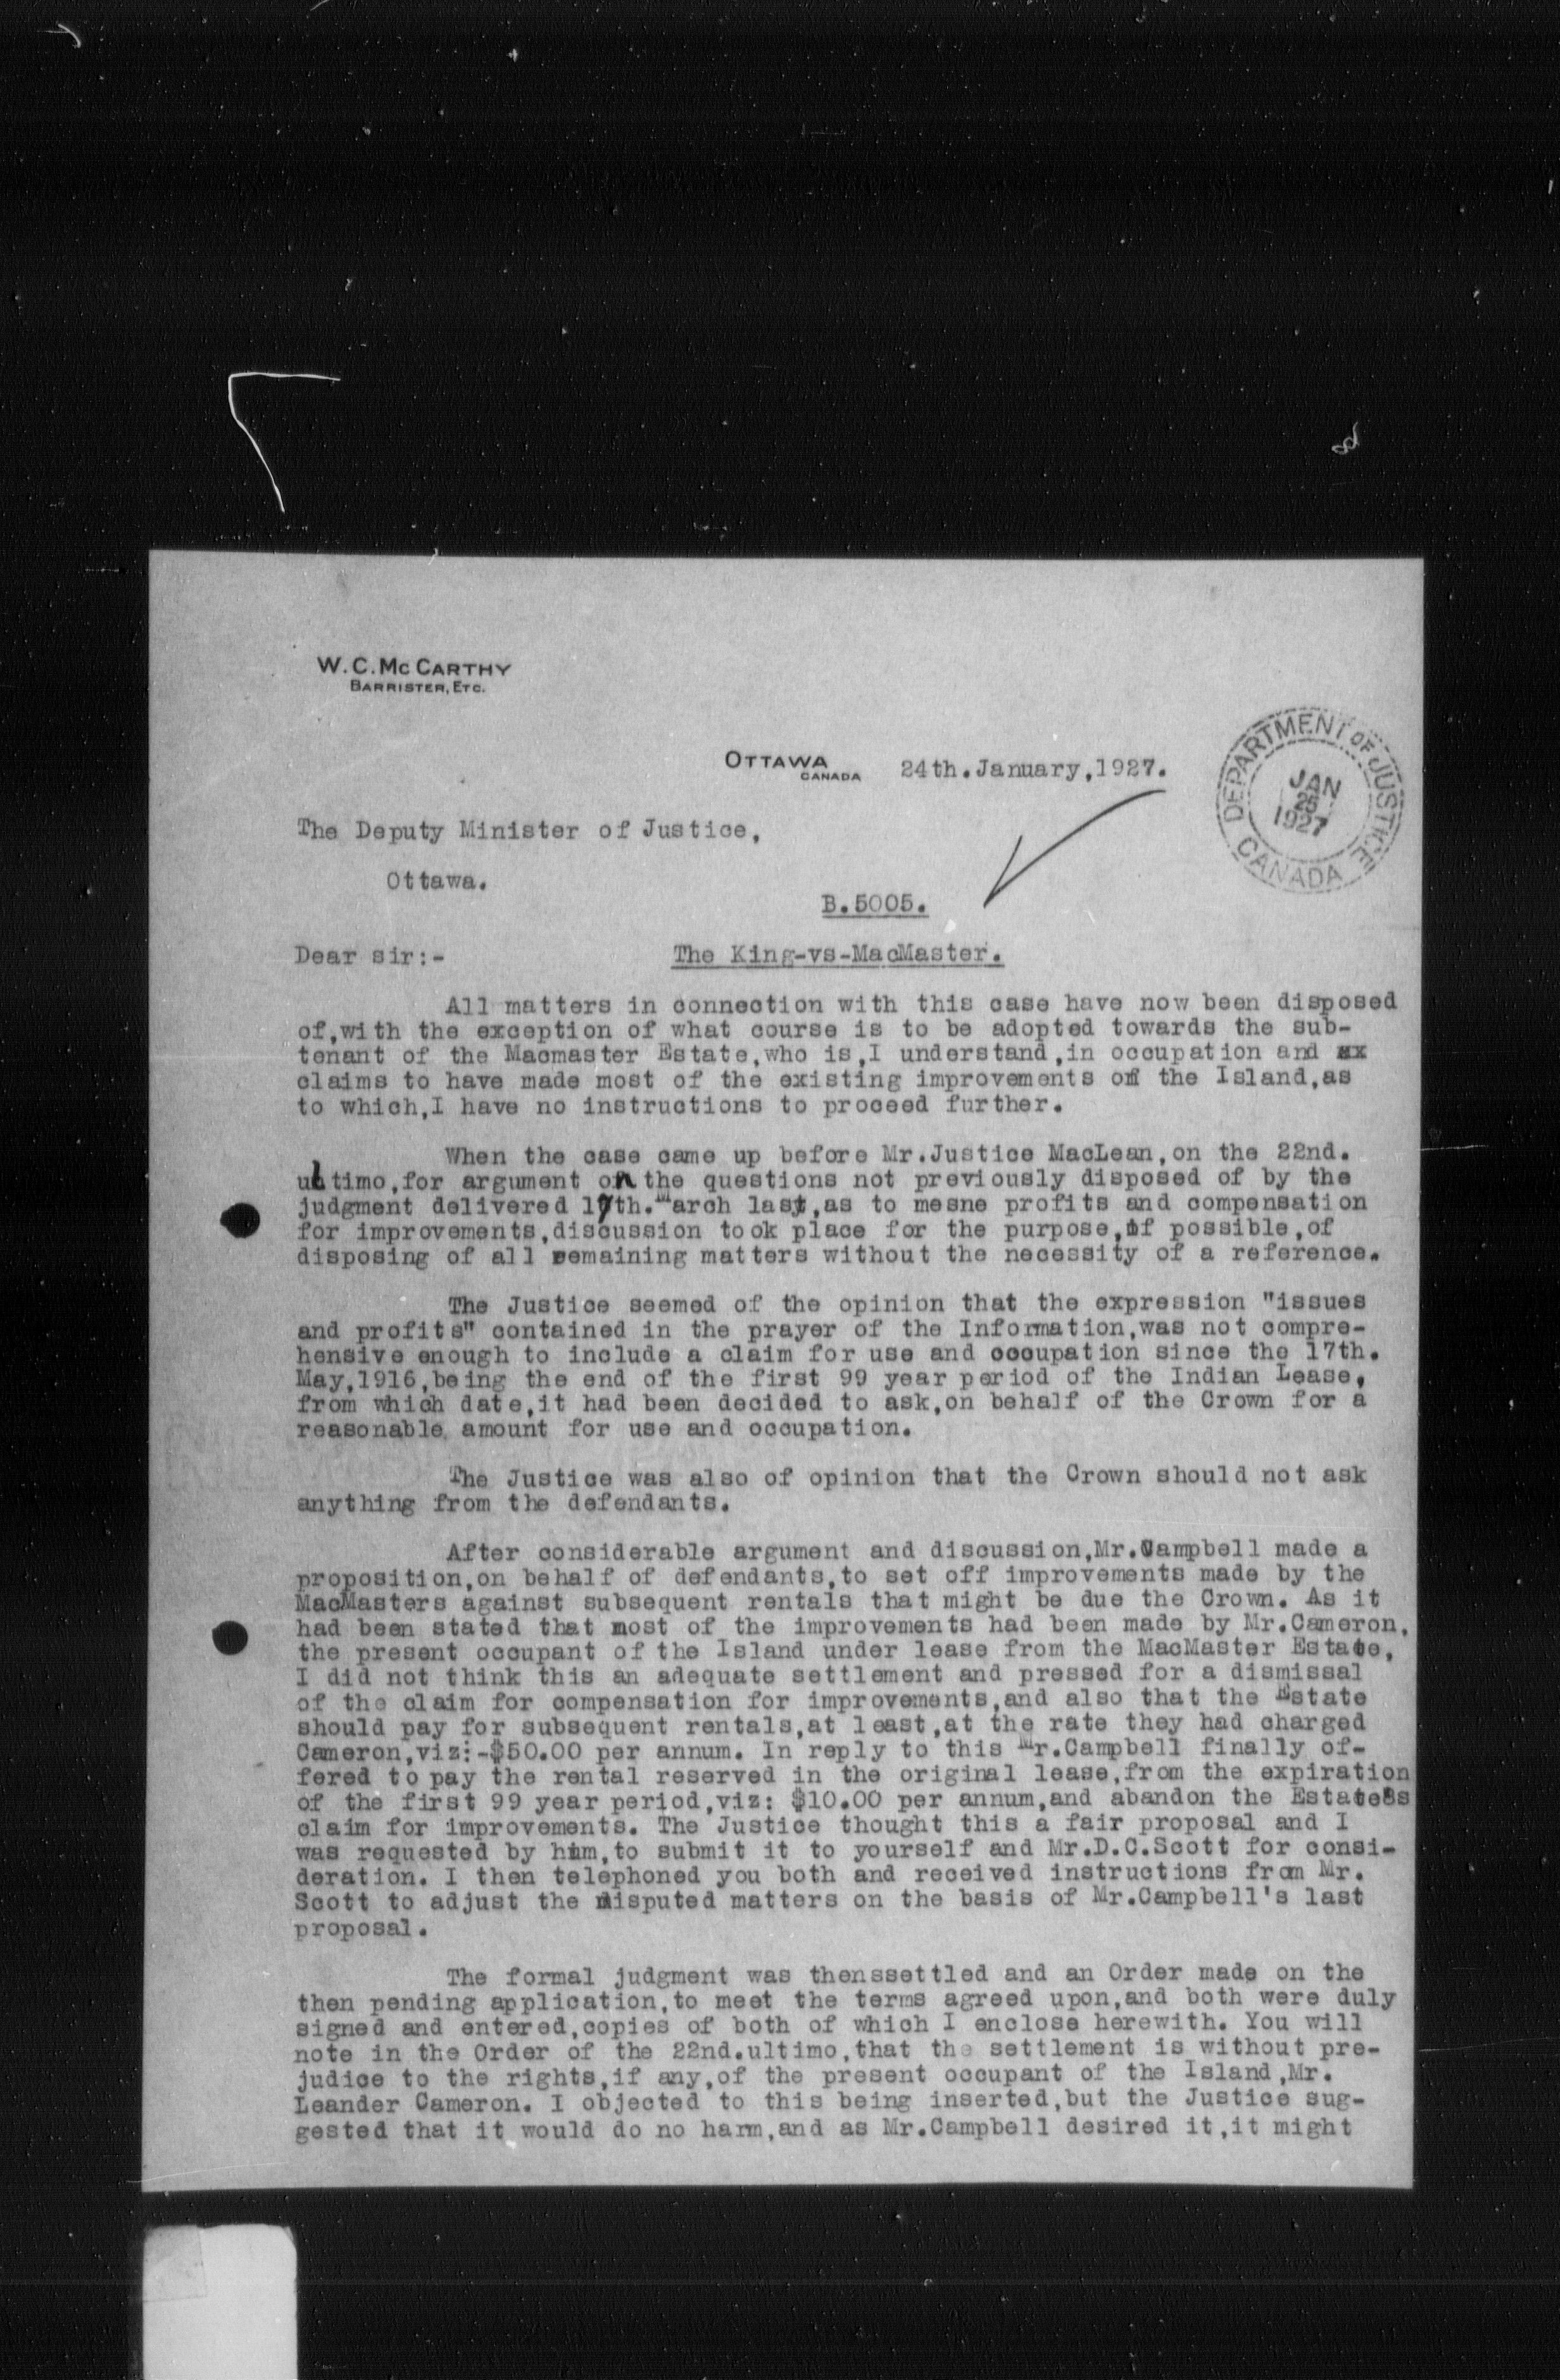 W.C. McCarthy
Barrister, Etc.
Ottawa
Canada
24th.January,1927.
DEPARTMENT OF JUSTICE
JAN
25
1927
CANADA
The Deputy Minister of Justice,
Ottawa.
B.5005.
Dear sir:-
The King-vs-MacMaster.
All matters in connection with this case have now been disposed
of,with the exception of what course is to be adopted towards the sub-
tenant of the Macmaster Estate,who is,I understand,in occupation and
claims to have made most of the existing improvements on the Island,as
to which,I have no instructions to proceed further.
When the case came up before Mr.Justice MacLean,on the 22nd.
ultimo,for argument on the questions not previously disposed of by the
judgment delivered 17th.March last,as to mesne profits and compensation
for improvements,discussion took place for the purpose,if possible,of
disposing of all remaining matters without the necessity of a reference.
The Justice seemed of the opinion that the expression "issues
and profits" contained in the prayer of the Information,was not compre-
hensive enough to include a claim for use and occupation since the 17th.
May,1916,being the end of the first 99 year period of the Indian Lease,
from which date,it had been decided to ask,on behalf of the Crown for a
reasonable amount for use and occupation.
The Justice was also of opinion that the Crown should not ask
anything from the defendants.
After considerable argument and discussion,Mr.Campbell made a
proposition,on behalf of defendants,to set off improvements made by the
MacMasters against subsequent rentals that might be due the Crown. As it
had been stated that most of the improvements had been made by Mr.Cameron,
the present occupant of the Island under lease from the MacMaster Estate,
I did not think this an adequate settlement and pressed for a dismissal
of the claim for compensation for improvements,and also that the Estate
should pay for subsequent rentals,at least,at the rate they had charged
Cameron,viz:-$50.00 per annum. In reply to this Mr.Campbell finally of-
fered to pay the rental reserved in the original lease,from the expiration
of the first 99 year period,viz: $10.00 per annum,and abandon the Estate8s
claim for improvements. The Justice thought this a fair proposal and I
was requested by him,to submit it to yourself and Mr.D.C.Scott for consi-
deration. I then telephoned you both and received instructions from Mr.
Scott to adjust the disputed matters on the basis of Mr.Campbell's last
proposal.
The formal judgment was thenssettled and an Order made on the
then pending application,to meet the terms agreed upon,and both were duly
signed and entered,copies of both of which I enclose herewith. You will
note in the Order of the 22nd.ultimo,that the settlement is without pre-
judice to the rights,if any,of the present occupant of the Island,Mr.
Leander Cameron. I objected to this being inserted,but the Justice sug-
gested that it would do no harm,and as Mr.Campbell desired it,it might